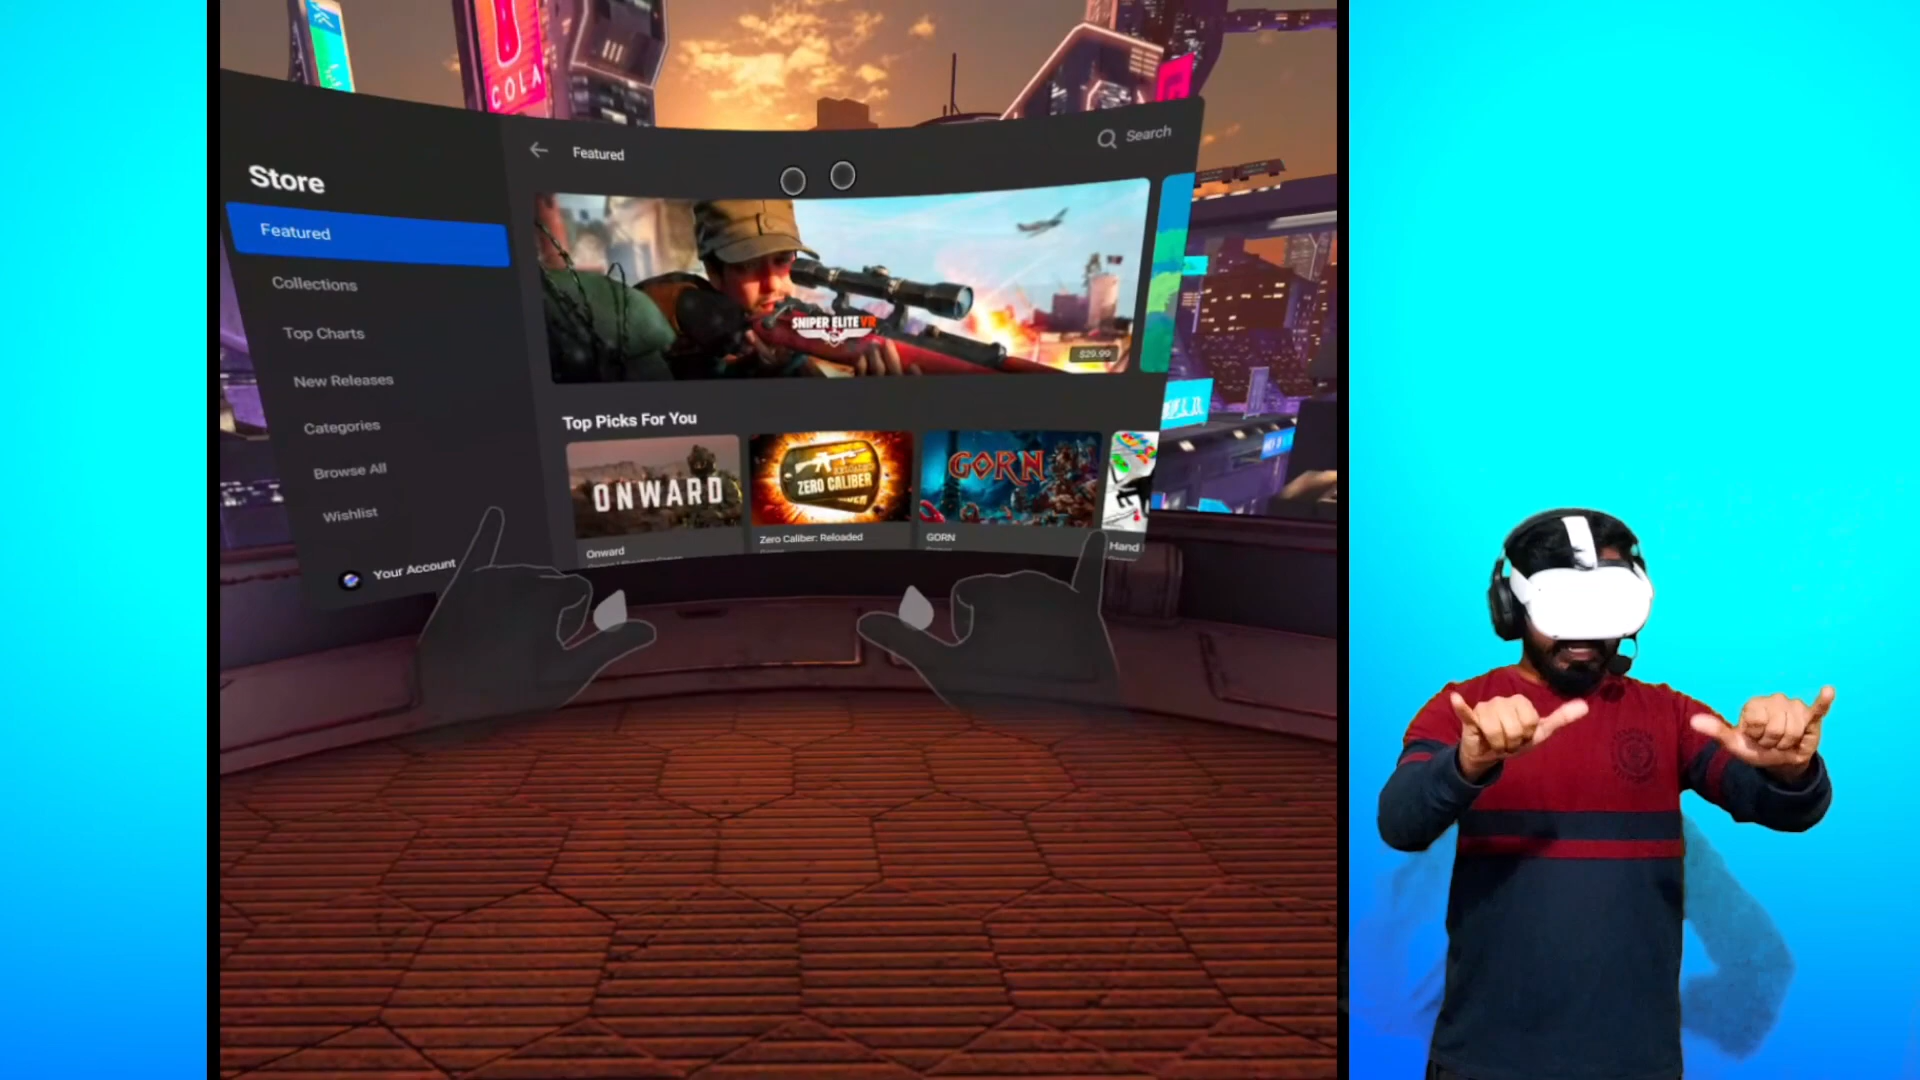 COLA
Store
Featured
Search
Featured
Collections
Top Charts
New Releases
Categories
Browse All
Wishlist
Your Account
SNIPER ELITE VR
$29.99
Top Picks For You
ONWARD
RELOADED
ZERO CALIBER
GORN
Onward
Zero Caliber: Reloaded
GORN
Hand